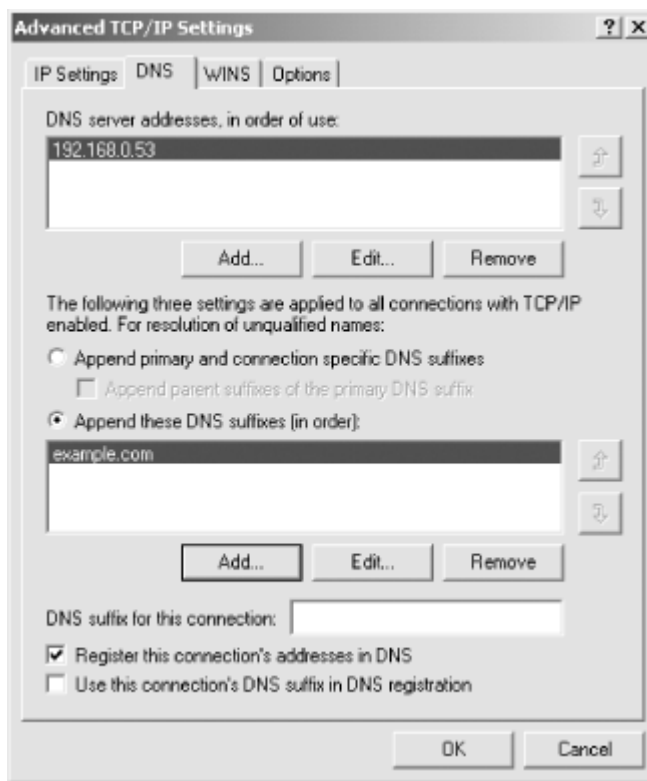 Advanced TCP/IP Settings
IP Settings DNS WINS Options
DNS server addresses, in order of use:
192.168.0.53
Add... Edit... Remove
The following three settings are applied to all connections with TCP/IP
enabled. For resolution of unqualified names:
Append primary and connection specific DNS suffixes
Append parent suffixes of the primary DNS suffix
Append these DNS suffixes (in order):
example.com
Add... Edit... Remove
DNS suffix for this connection:
Register this connection's addresses in DNS
Use this connection's DNS suffix in DNS registration
OK Cancel